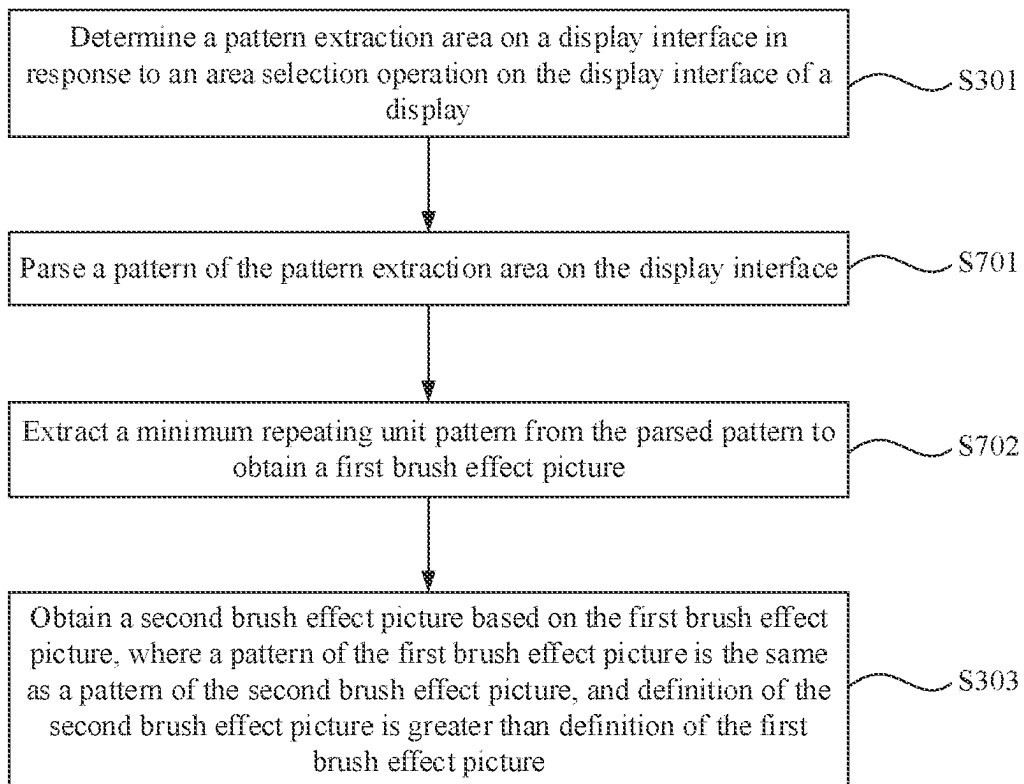 Determine a pattern extraction area on a display interface in
response to an area selection operation on the display interface of a
display
S301
Parse a pattern of the pattern extraction area on the display interface
S701
Extract a minimum repeating unit pattern from the parsed pattern to
obtain a first brush effect picture
S702
Obtain a second brush effect picture based on the first brush effect
picture, where a pattern of the first brush effect picture is the same
as a pattern of the second brush effect picture, and definition of the
second brush effect picture is greater than definition of the first
brush effect picture
S303